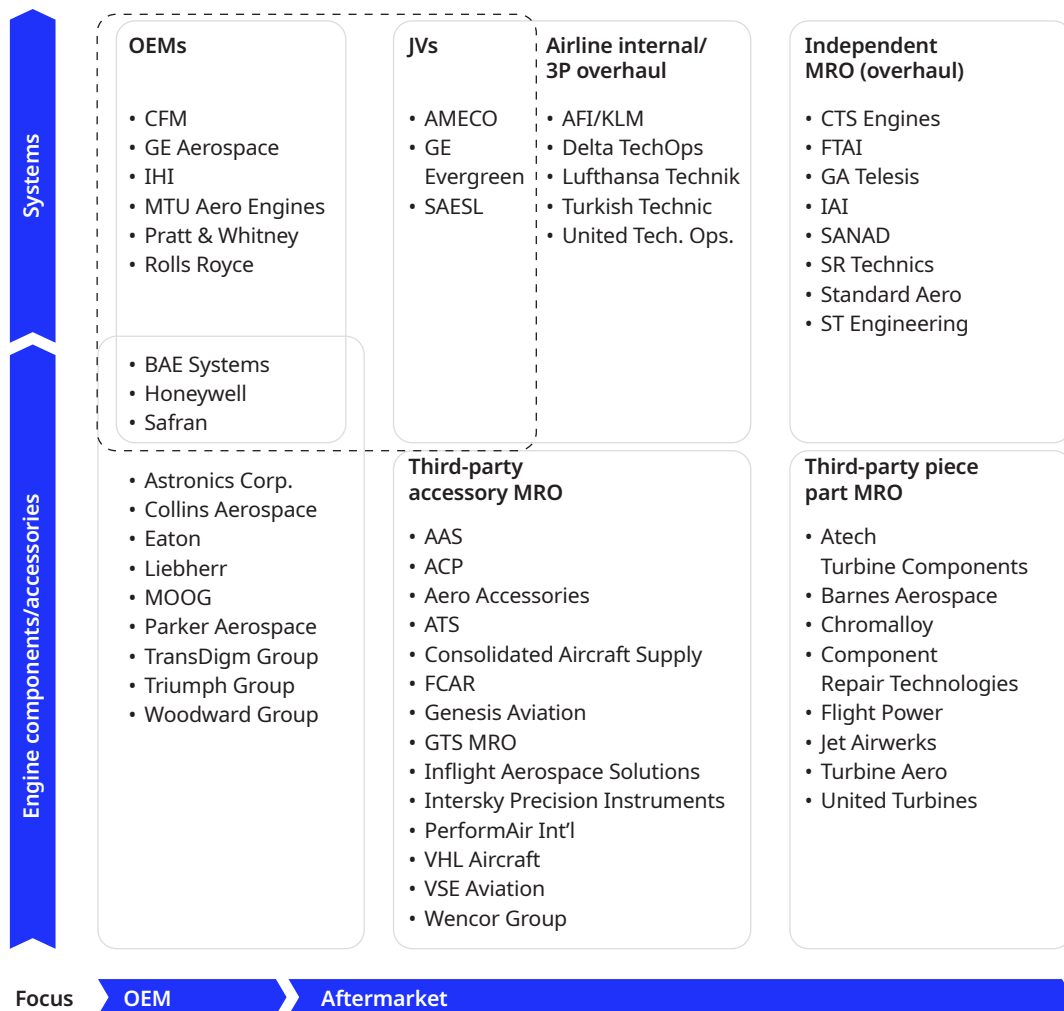 Systems
OEMs
• CFM
• GE Aerospace
• IHI
• MTU Aero Engines
• Pratt & Whitney
• Rolls Royce
• BAE Systems
• Honeywell
• Safran
JVs
• AMECO
• GE
Evergreen
• SAESL
Airline internal/
3P overhaul
• AFI/KLM
• Delta TechOps
• Lufthansa Technik
• Turkish Technic
• United Tech. Ops.
Independent
MRO (overhaul)
• CTS Engines
• FTAI
• GA Telesis
• IAI
• SANAD
• SR Technics
• Standard Aero
• ST Engineering
Engine components/accessories
• Astronics Corp.
• Collins Aerospace
• Eaton
• Liebherr
• MOOG
• Parker Aerospace
• TransDigm Group
• Triumph Group
• Woodward Group
Third-party
accessory MRO
• AAS
• ACP
• Aero Accessories
• ATS
• Consolidated Aircraft Supply
• FCAR
• Genesis Aviation
• GTS MRO
• Inflight Aerospace Solutions
• Intersky Precision Instruments
• PerformAir Int’l
• VHL Aircraft
• VSE Aviation
• Wencor Group
Third-party piece
part MRO
• Atech
Turbine Components
• Barnes Aerospace
• Chromalloy
• Component
Repair Technologies
• Flight Power
• Jet Airwerks
• Turbine Aero
• United Turbines
Focus
OEM
Aftermarket